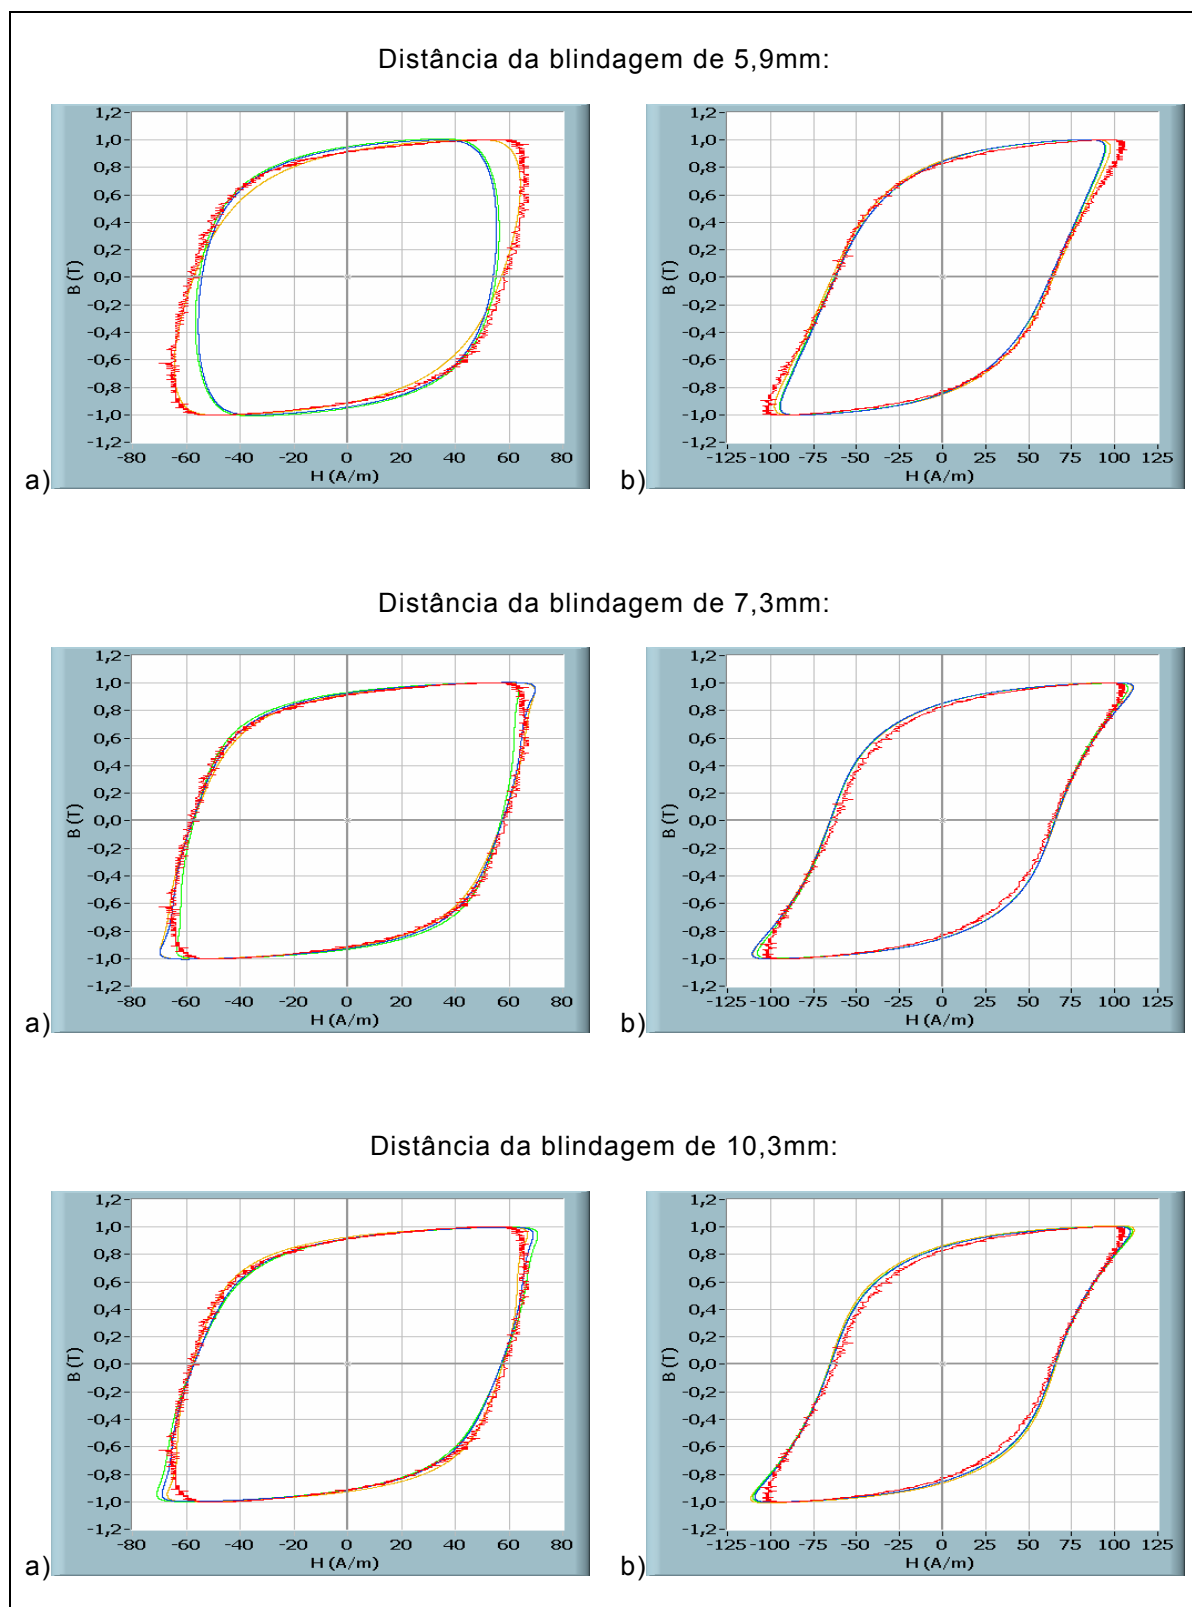 Distância da blindagem de 5,9mm:
1,2
1,0
0,8
0,6
0,4
0,2
0,0
-0,2
-0,4
-0,6
-0,8
-1,0
-1,2
B (T)
-80 -60 -40 -20 0 20 40 60 80
H (A/m)
a)
1,2
1,0
0,8
0,6
0,4
0,2
0,0
-0,2
-0,4
-0,6
-0,8
-1,0
-1,2
B (T)
-125 -100 -75 -50 -25 0 25 50 75 100 125
H (A/m)
b)
Distância da blindagem de 7,3mm:
1,2
1,0
0,8
0,6
0,4
0,2
0,0
-0,2
-0,4
-0,6
-0,8
-1,0
-1,2
B (T)
-80 -60 -40 -20 0 20 40 60 80
H (A/m)
a)
1,2
1,0
0,8
0,6
0,4
0,2
0,0
-0,2
-0,4
-0,6
-0,8
-1,0
-1,2
B (T)
-125 -100 -75 -50 -25 0 25 50 75 100 125
H (A/m)
b)
Distância da blindagem de 10,3mm:
1,2
1,0
0,8
0,6
0,4
0,2
0,0
-0,2
-0,4
-0,6
-0,8
-1,0
-1,2
B (T)
-80 -60 -40 -20 0 20 40 60 80
H (A/m)
a)
1,2
1,0
0,8
0,6
0,4
0,2
0,0
-0,2
-0,4
-0,6
-0,8
-1,0
-1,2
B (T)
-125 -100 -75 -50 -25 0 25 50 75 100 125
H (A/m)
b)